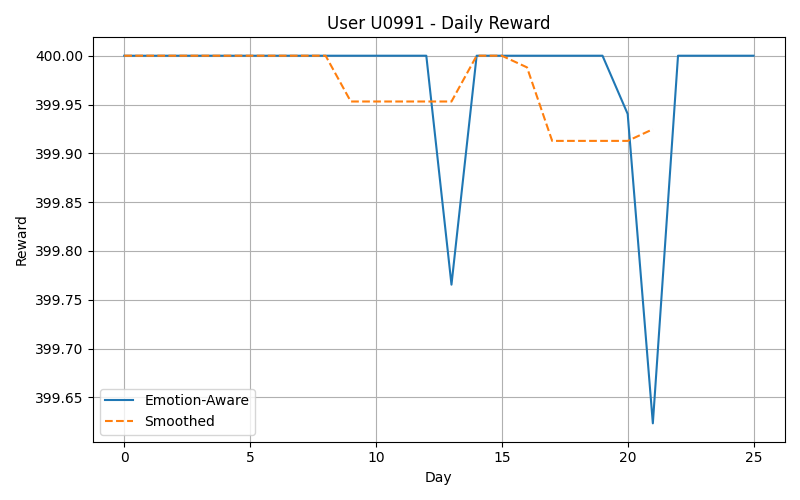 User U0991 - Daily Reward
400.00
399.95
399.90
399.85
399.80
399.75
399.70
399.65
Reward
Emotion-Aware
Smoothed
0 5 10 15 20 25
Day